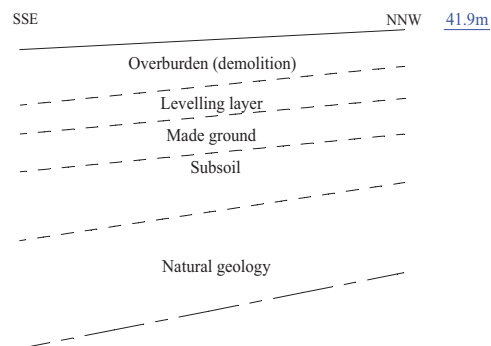 SSE NNW 41.9m
Overburden (demolition)
Levelling layer
Made ground
Subsoil
Natural geology